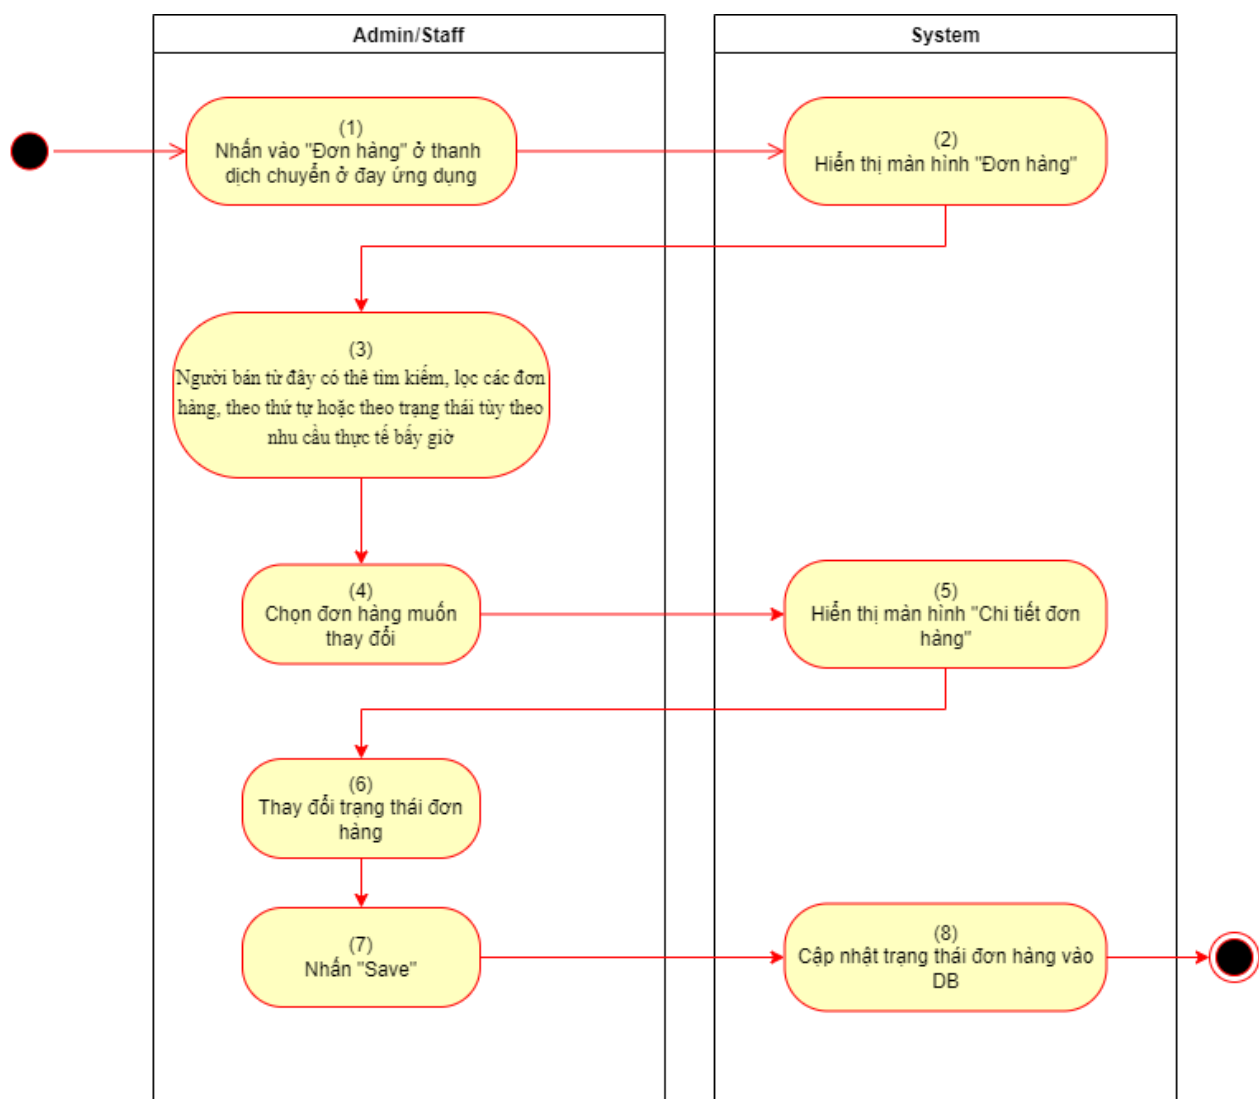 Admin/Staff
System
(1)
Nhấn vào "Đơn hàng" ở thanh
dịch chuyển ở đay ứng dụng
(2)
Hiển thị màn hình "Đơn hàng"
(3)
Người bán từ đây có thê tìm kiếm, lọc các đơn
hàng, theo thứ tự hoặc theo trạng thái tùy theo
nhu cầu thực tế bấy giờ
(4)
Chọn đơn hàng muốn
thay đổi
(5)
Hiển thị màn hình "Chi tiết đơn
hàng"
(6)
Thay đổi trạng thái đơn
hàng
(7)
Nhấn "Save"
(8)
Cập nhật trạng thái đơn hàng vào
DB